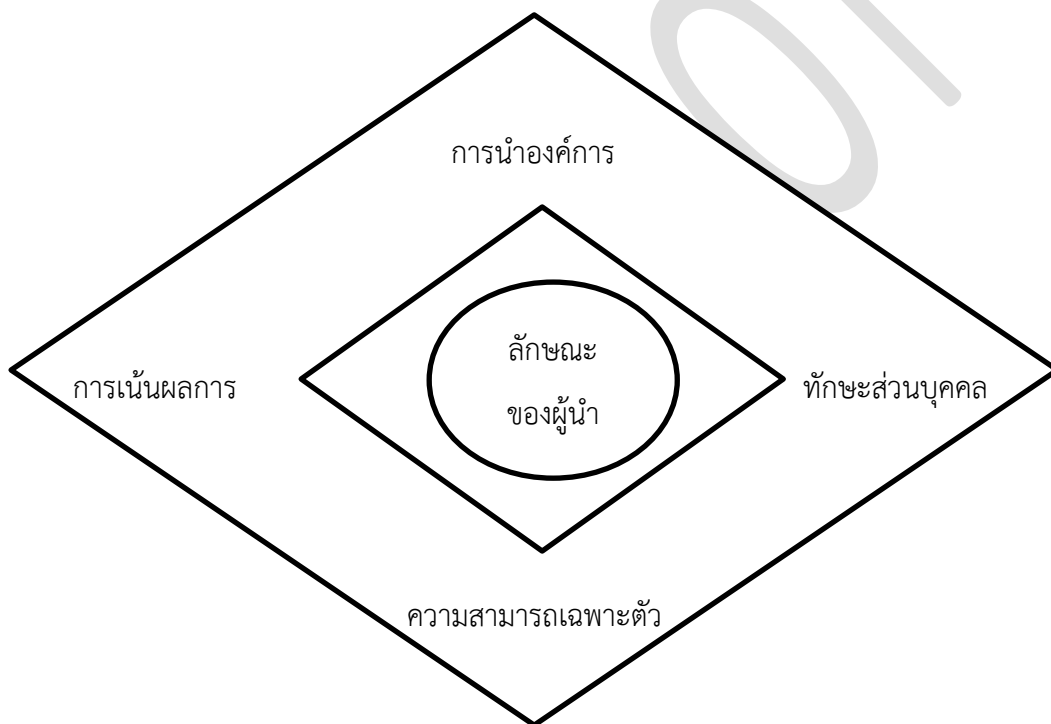 การนำองค์การ
ลักษณะ
ของผู้นำ
การเน้นผลการ
ทักษะส่วนบุคคล
ความสามารถเฉพาะตัว